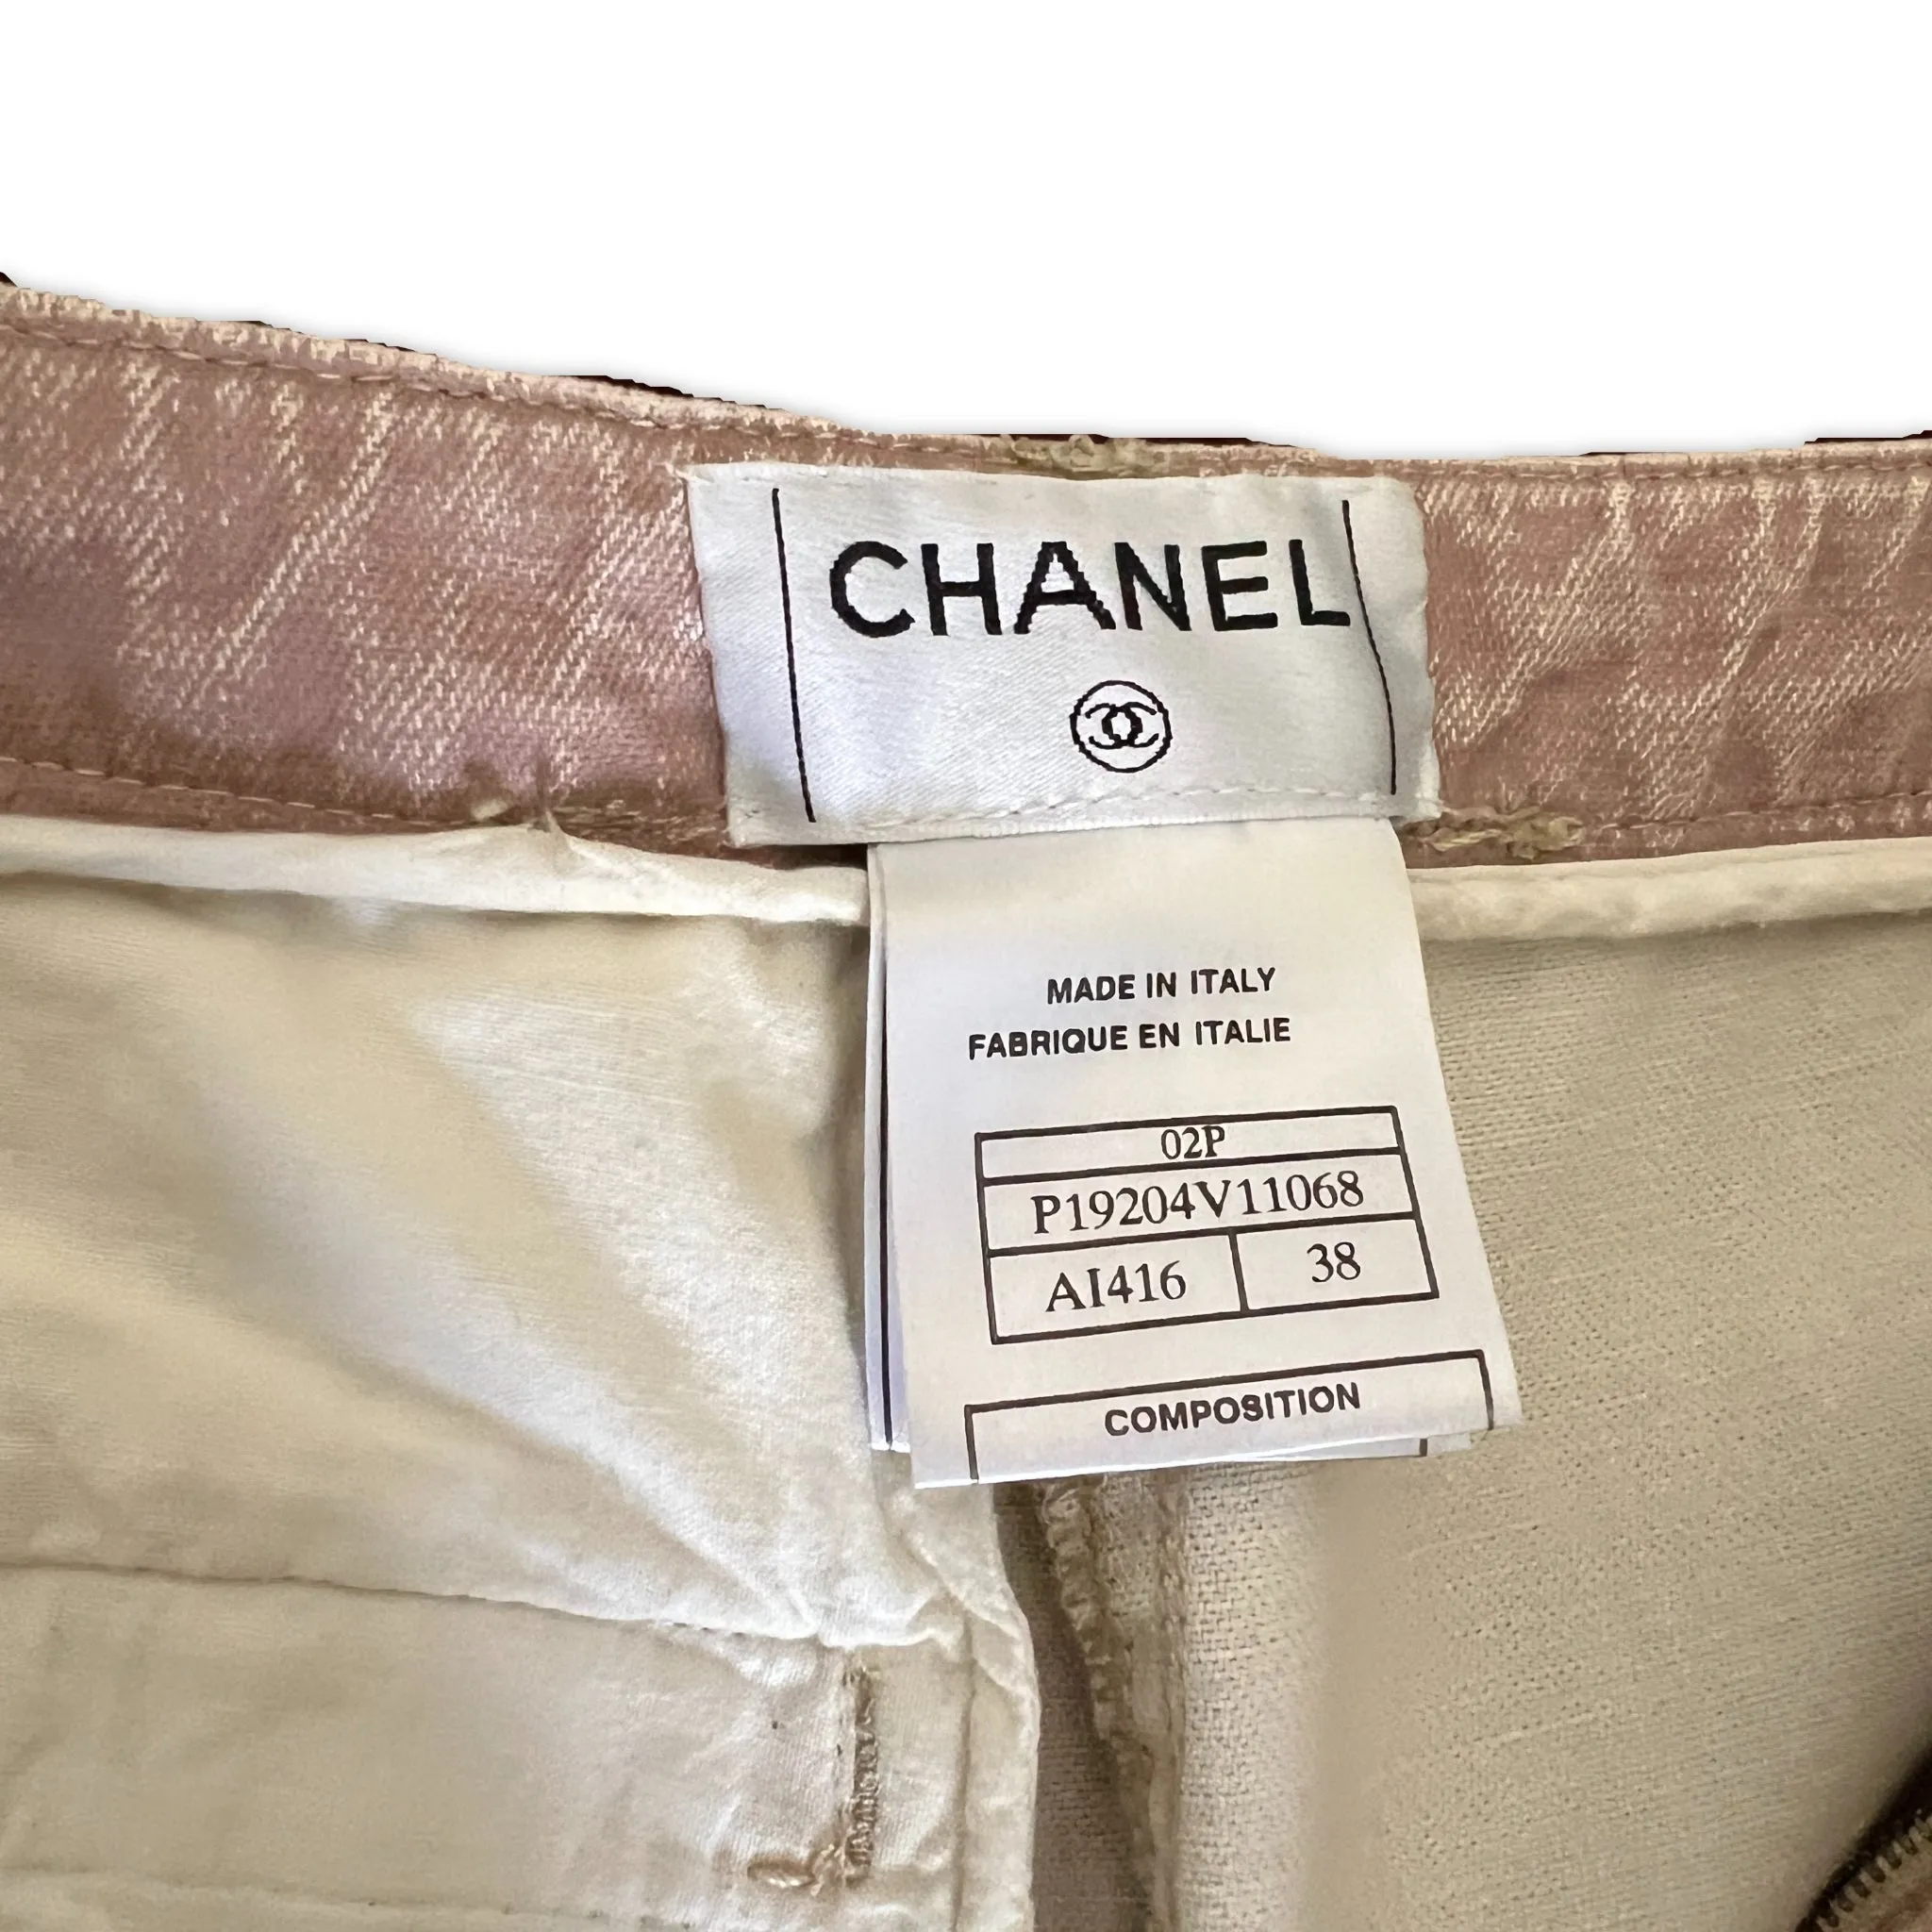 CHANEL
MADE IN ITALY
FABRIQUE EN ITALIE
02P
P19204V11068
AI416 38
COMPOSITION